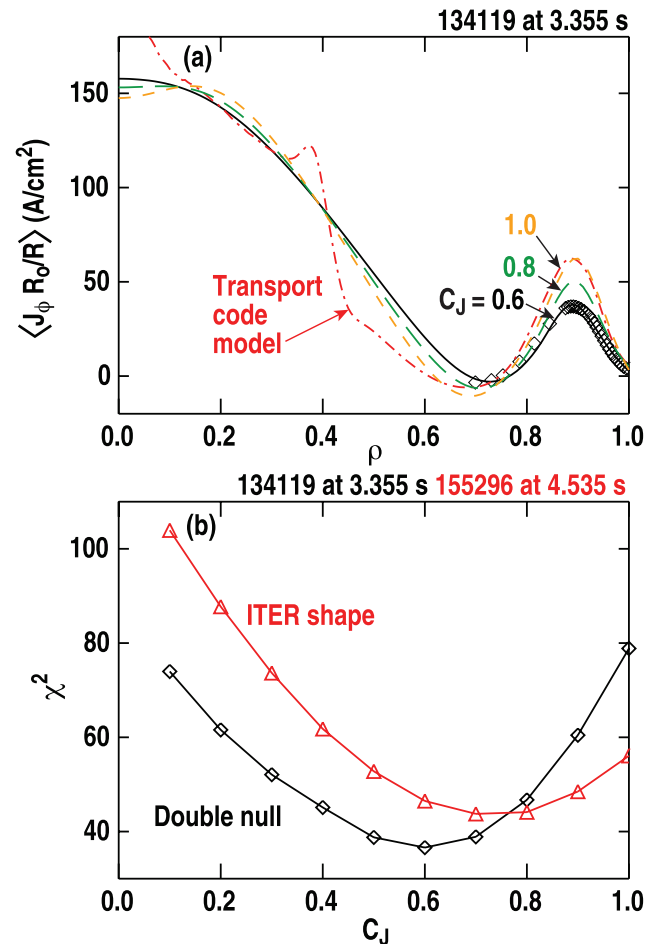 134119 at 3.355 s
(a)
150
100
50
0
⟨J_ϕ R_0/R⟩ (A/cm²)
1.0
0.8
C_J = 0.6
Transport
code
model
0.0 0.2 0.4 0.6 0.8 1.0
ρ
134119 at 3.355 s 155296 at 4.535 s
(b)
100
80
60
40
χ²
ITER shape
Double null
0.0 0.2 0.4 0.6 0.8 1.0
C_J